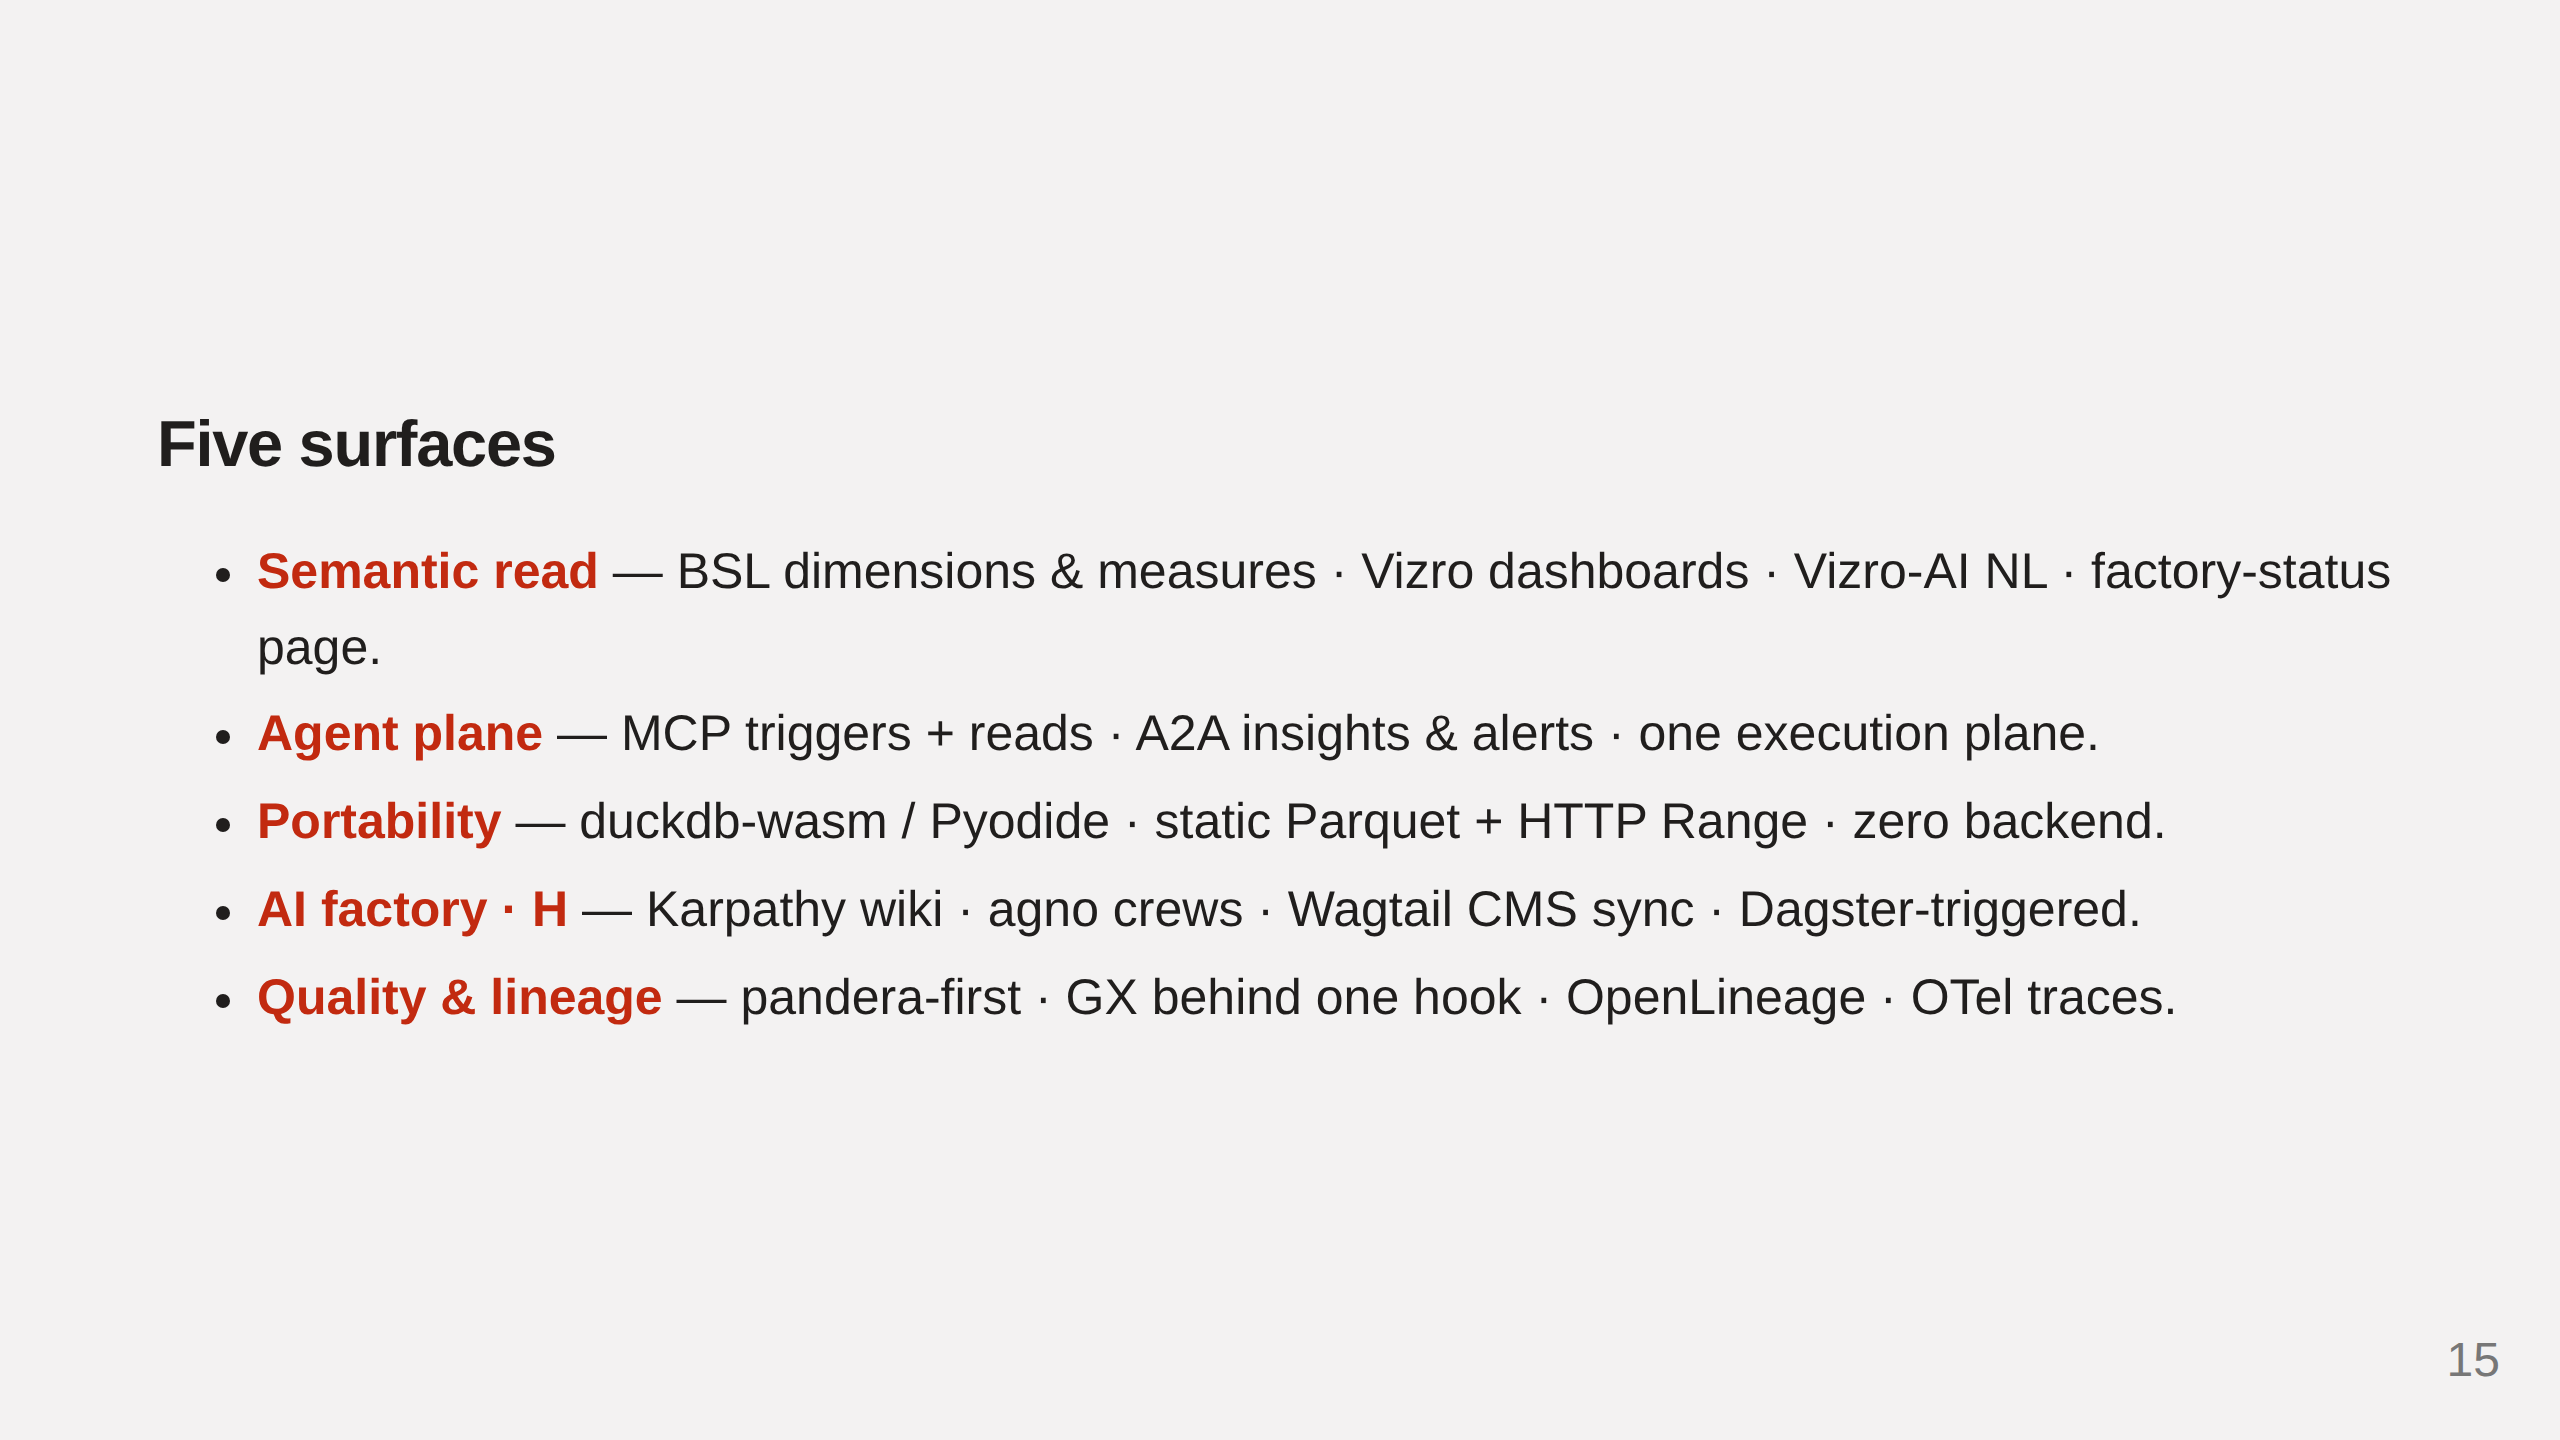 Five surfaces
• Semantic read — BSL dimensions & measures · Vizro dashboards · Vizro-AI NL · factory-status
page.
• Agent plane — MCP triggers + reads · A2A insights & alerts · one execution plane.
• Portability — duckdb-wasm / Pyodide · static Parquet + HTTP Range · zero backend.
• AI factory · H — Karpathy wiki · agno crews · Wagtail CMS sync · Dagster-triggered.
• Quality & lineage — pandera-first · GX behind one hook · OpenLineage · OTel traces.
15